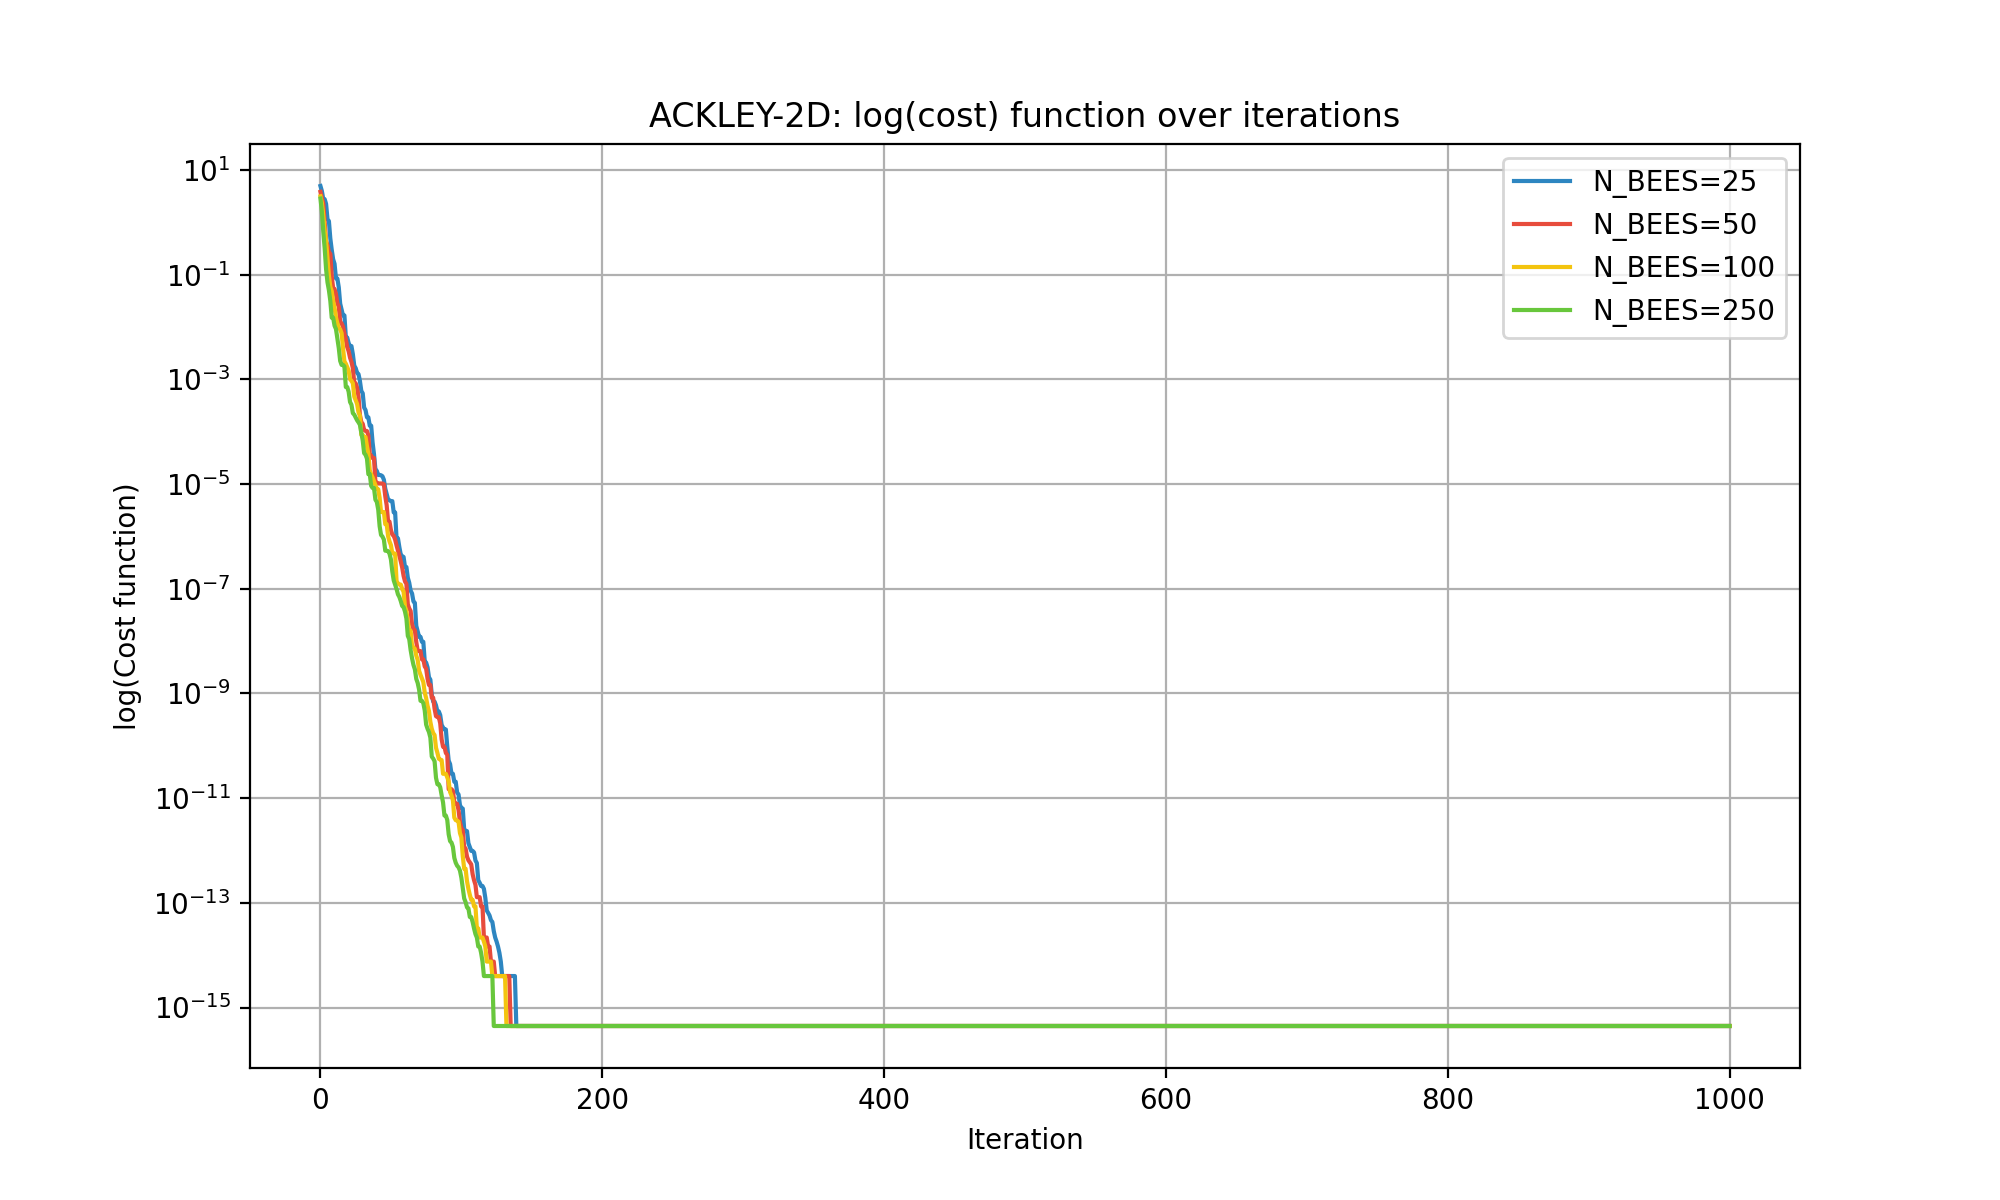 ACKLEY-2D: log(cost) function over iterations
log(Cost function)
10¹
10⁻¹
10⁻³
10⁻⁵
10⁻⁷
10⁻⁹
10⁻¹¹
10⁻¹³
10⁻¹⁵
N_BEES=25
N_BEES=50
N_BEES=100
N_BEES=250
0 200 400 600 800 1000
Iteration